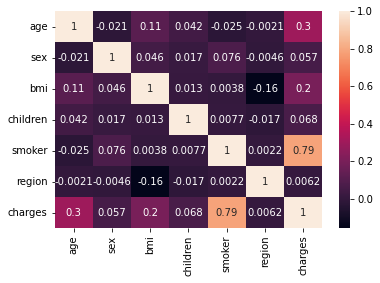 age 1 -0.021 0.11 0.042 -0.025 -0.0021 0.3
sex -0.021 1 0.046 0.017 0.076 -0.0046 0.057
bmi 0.11 0.046 1 0.013 0.0038 -0.16 0.2
children 0.042 0.017 0.013 1 0.0077 -0.017 0.068
smoker -0.025 0.076 0.0038 0.0077 1 0.0022 0.79
region -0.0021 -0.0046 -0.16 -0.017 0.0022 1 0.0062
charges 0.3 0.057 0.2 0.068 0.79 0.0062 1
age sex bmi children smoker region charges
1.0
0.8
0.6
0.4
0.2
0.0